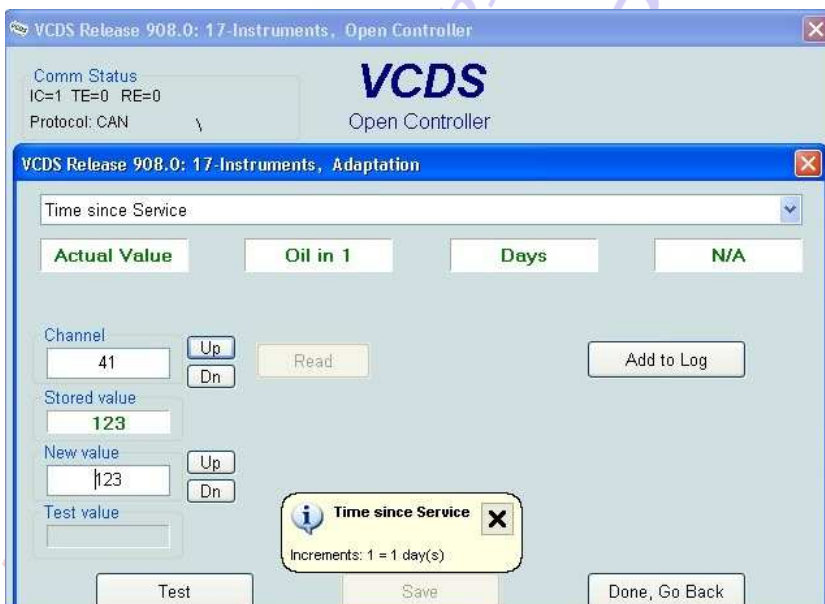 VCDS Release 908.0: 17-Instruments, Open Controller
Comm Status
IC=1 TE=0 RE=0
Protocol: CAN \
VCDS
Open Controller
VCDS Release 908.0: 17-Instruments, Adaptation
Time since Service
Actual Value Oil in 1 Days N/A
Channel
41
Up
Dn
Read
Add to Log
Stored value
123
New value
123
Up
Dn
Test value
Time since Service
Increments: 1 = 1 day(s)
Test Save Done, Go Back